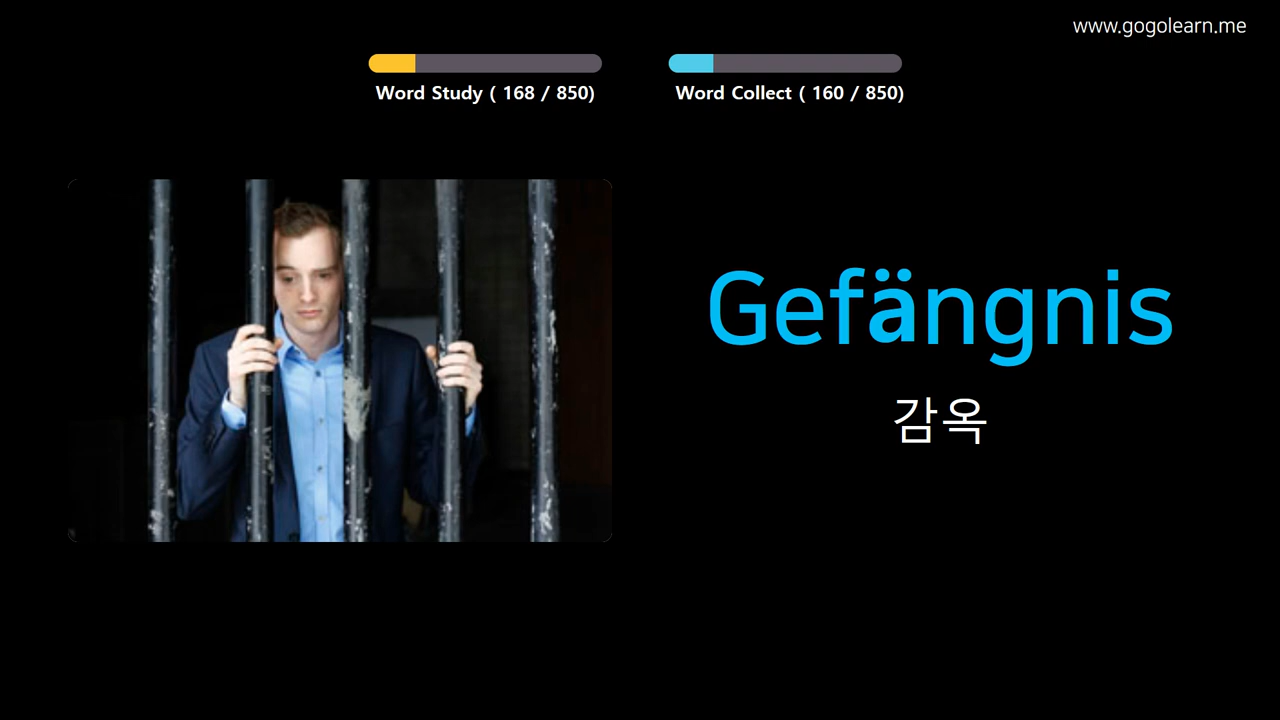 www.gogolearn.me
Word Study ( 168 / 850)
Word Collect ( 160 / 850)
Gefängnis
감옥